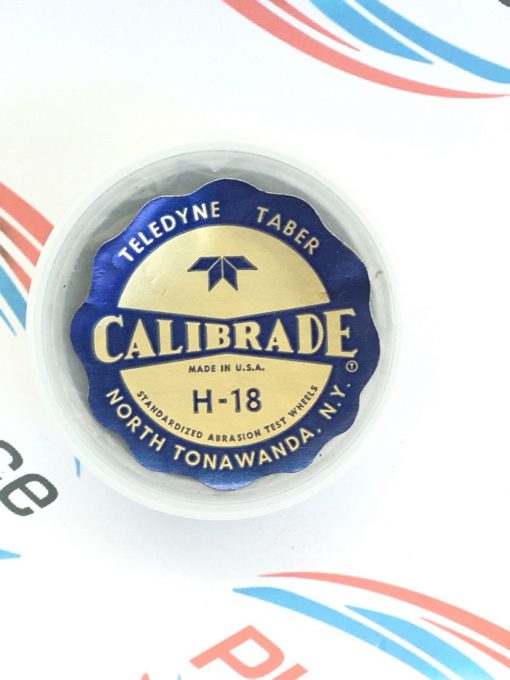 TELEDYNE TABER
CALIBRADE
MADE IN U.S.A.
H-18
STANDARDIZED ABRASION TEST WHEELS
NORTH TONAWANDA, N.Y.